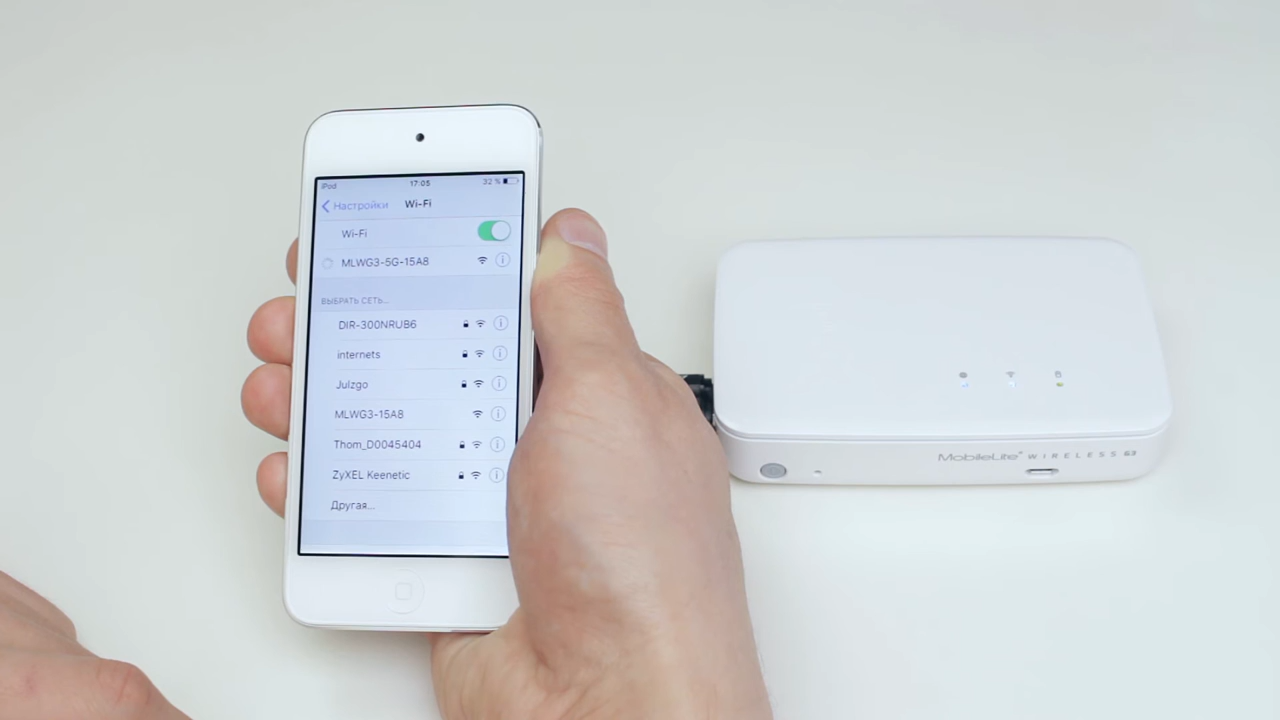 iPod 17:05 32 %
Настройки Wi-Fi
Wi-Fi
MLWG3-5G-15A8
ВЫБРАТЬ СЕТЬ...
DIR-300NRUB6
internets
Julzgo
MLWG3-15A8
Thom_D0045404
ZyXEL Keenetic
Другая...
MobileLite WIRELESS G3